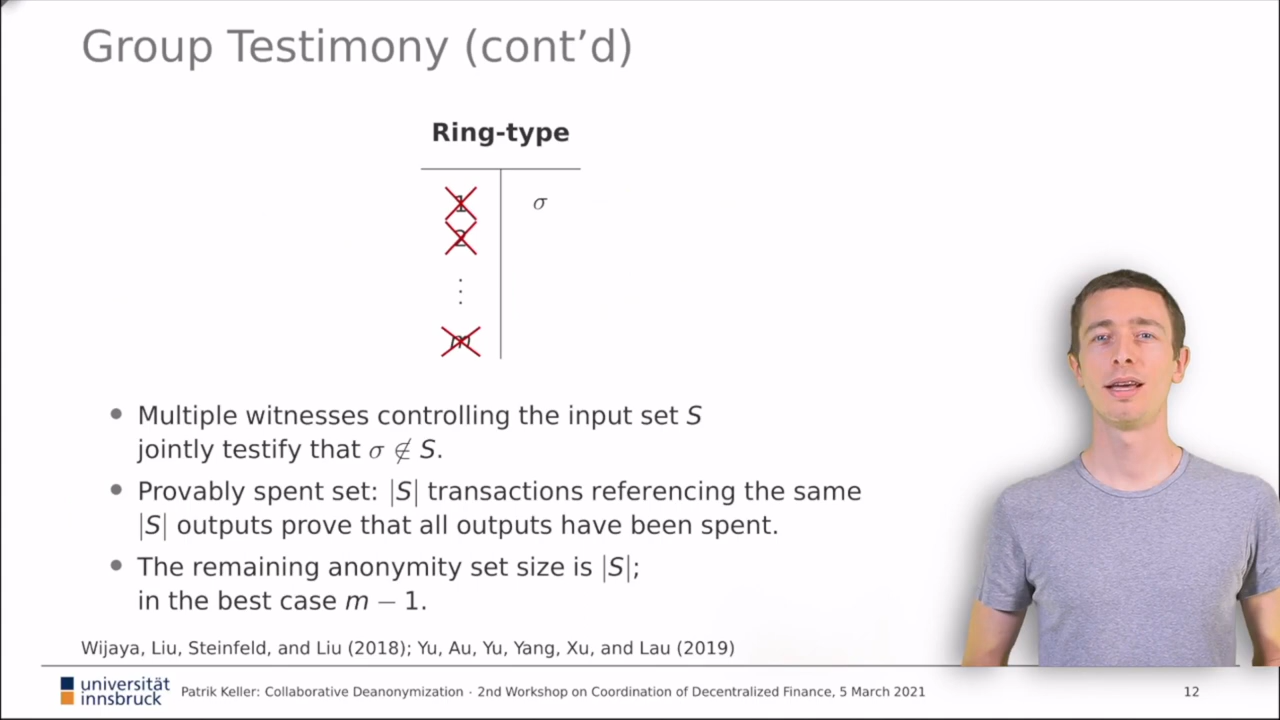 Group Testimony (cont’d)
Ring-type
1 σ
2
⋮
m
• Multiple witnesses controlling the input set S
jointly testify that σ ∉ S.
• Provably spent set: |S| transactions referencing the same
|S| outputs prove that all outputs have been spent.
• The remaining anonymity set size is |S|;
in the best case m − 1.
Wijaya, Liu, Steinfeld, and Liu (2018); Yu, Au, Yu, Yang, Xu, and Lau (2019)
universität
innsbruck
Patrik Keller: Collaborative Deanonymization · 2nd Workshop on Coordination of Decentralized Finance, 5 March 2021
12